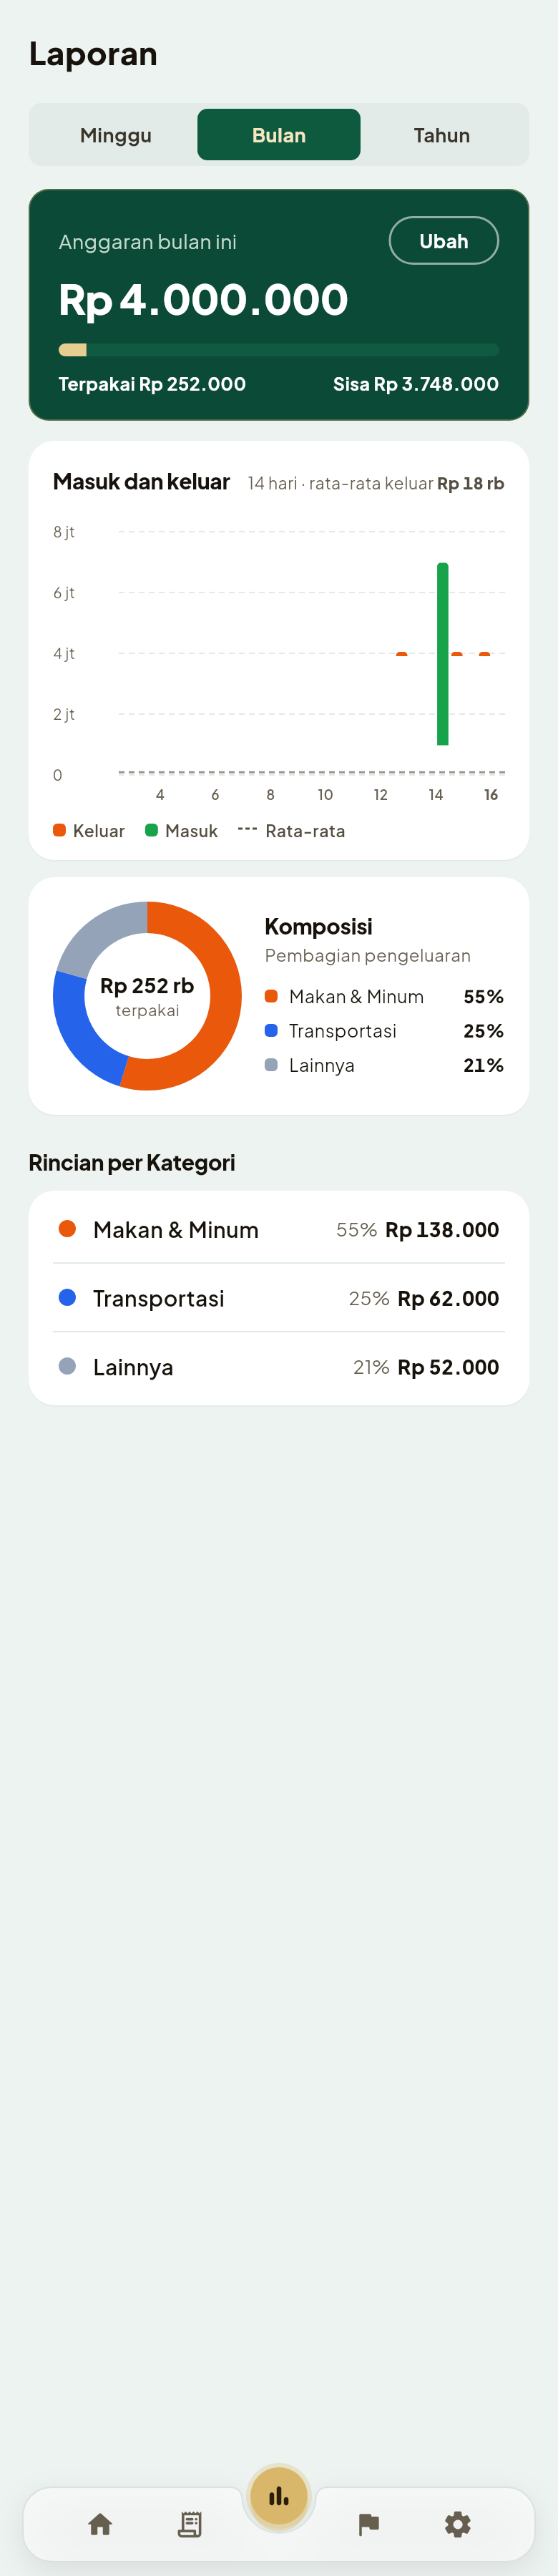 Laporan
Minggu Bulan Tahun
Anggaran bulan ini Ubah
Rp 4.000.000
Terpakai Rp 252.000 Sisa Rp 3.748.000
Masuk dan keluar 14 hari · rata-rata keluar Rp 18 rb
8 jt
6 jt
4 jt
2 jt
0
4 6 8 10 12 14 16
Keluar Masuk Rata-rata
Rp 252 rb
terpakai
Komposisi
Pembagian pengeluaran
Makan & Minum 55%
Transportasi 25%
Lainnya 21%
Rincian per Kategori
Makan & Minum 55% Rp 138.000
Transportasi 25% Rp 62.000
Lainnya 21% Rp 52.000